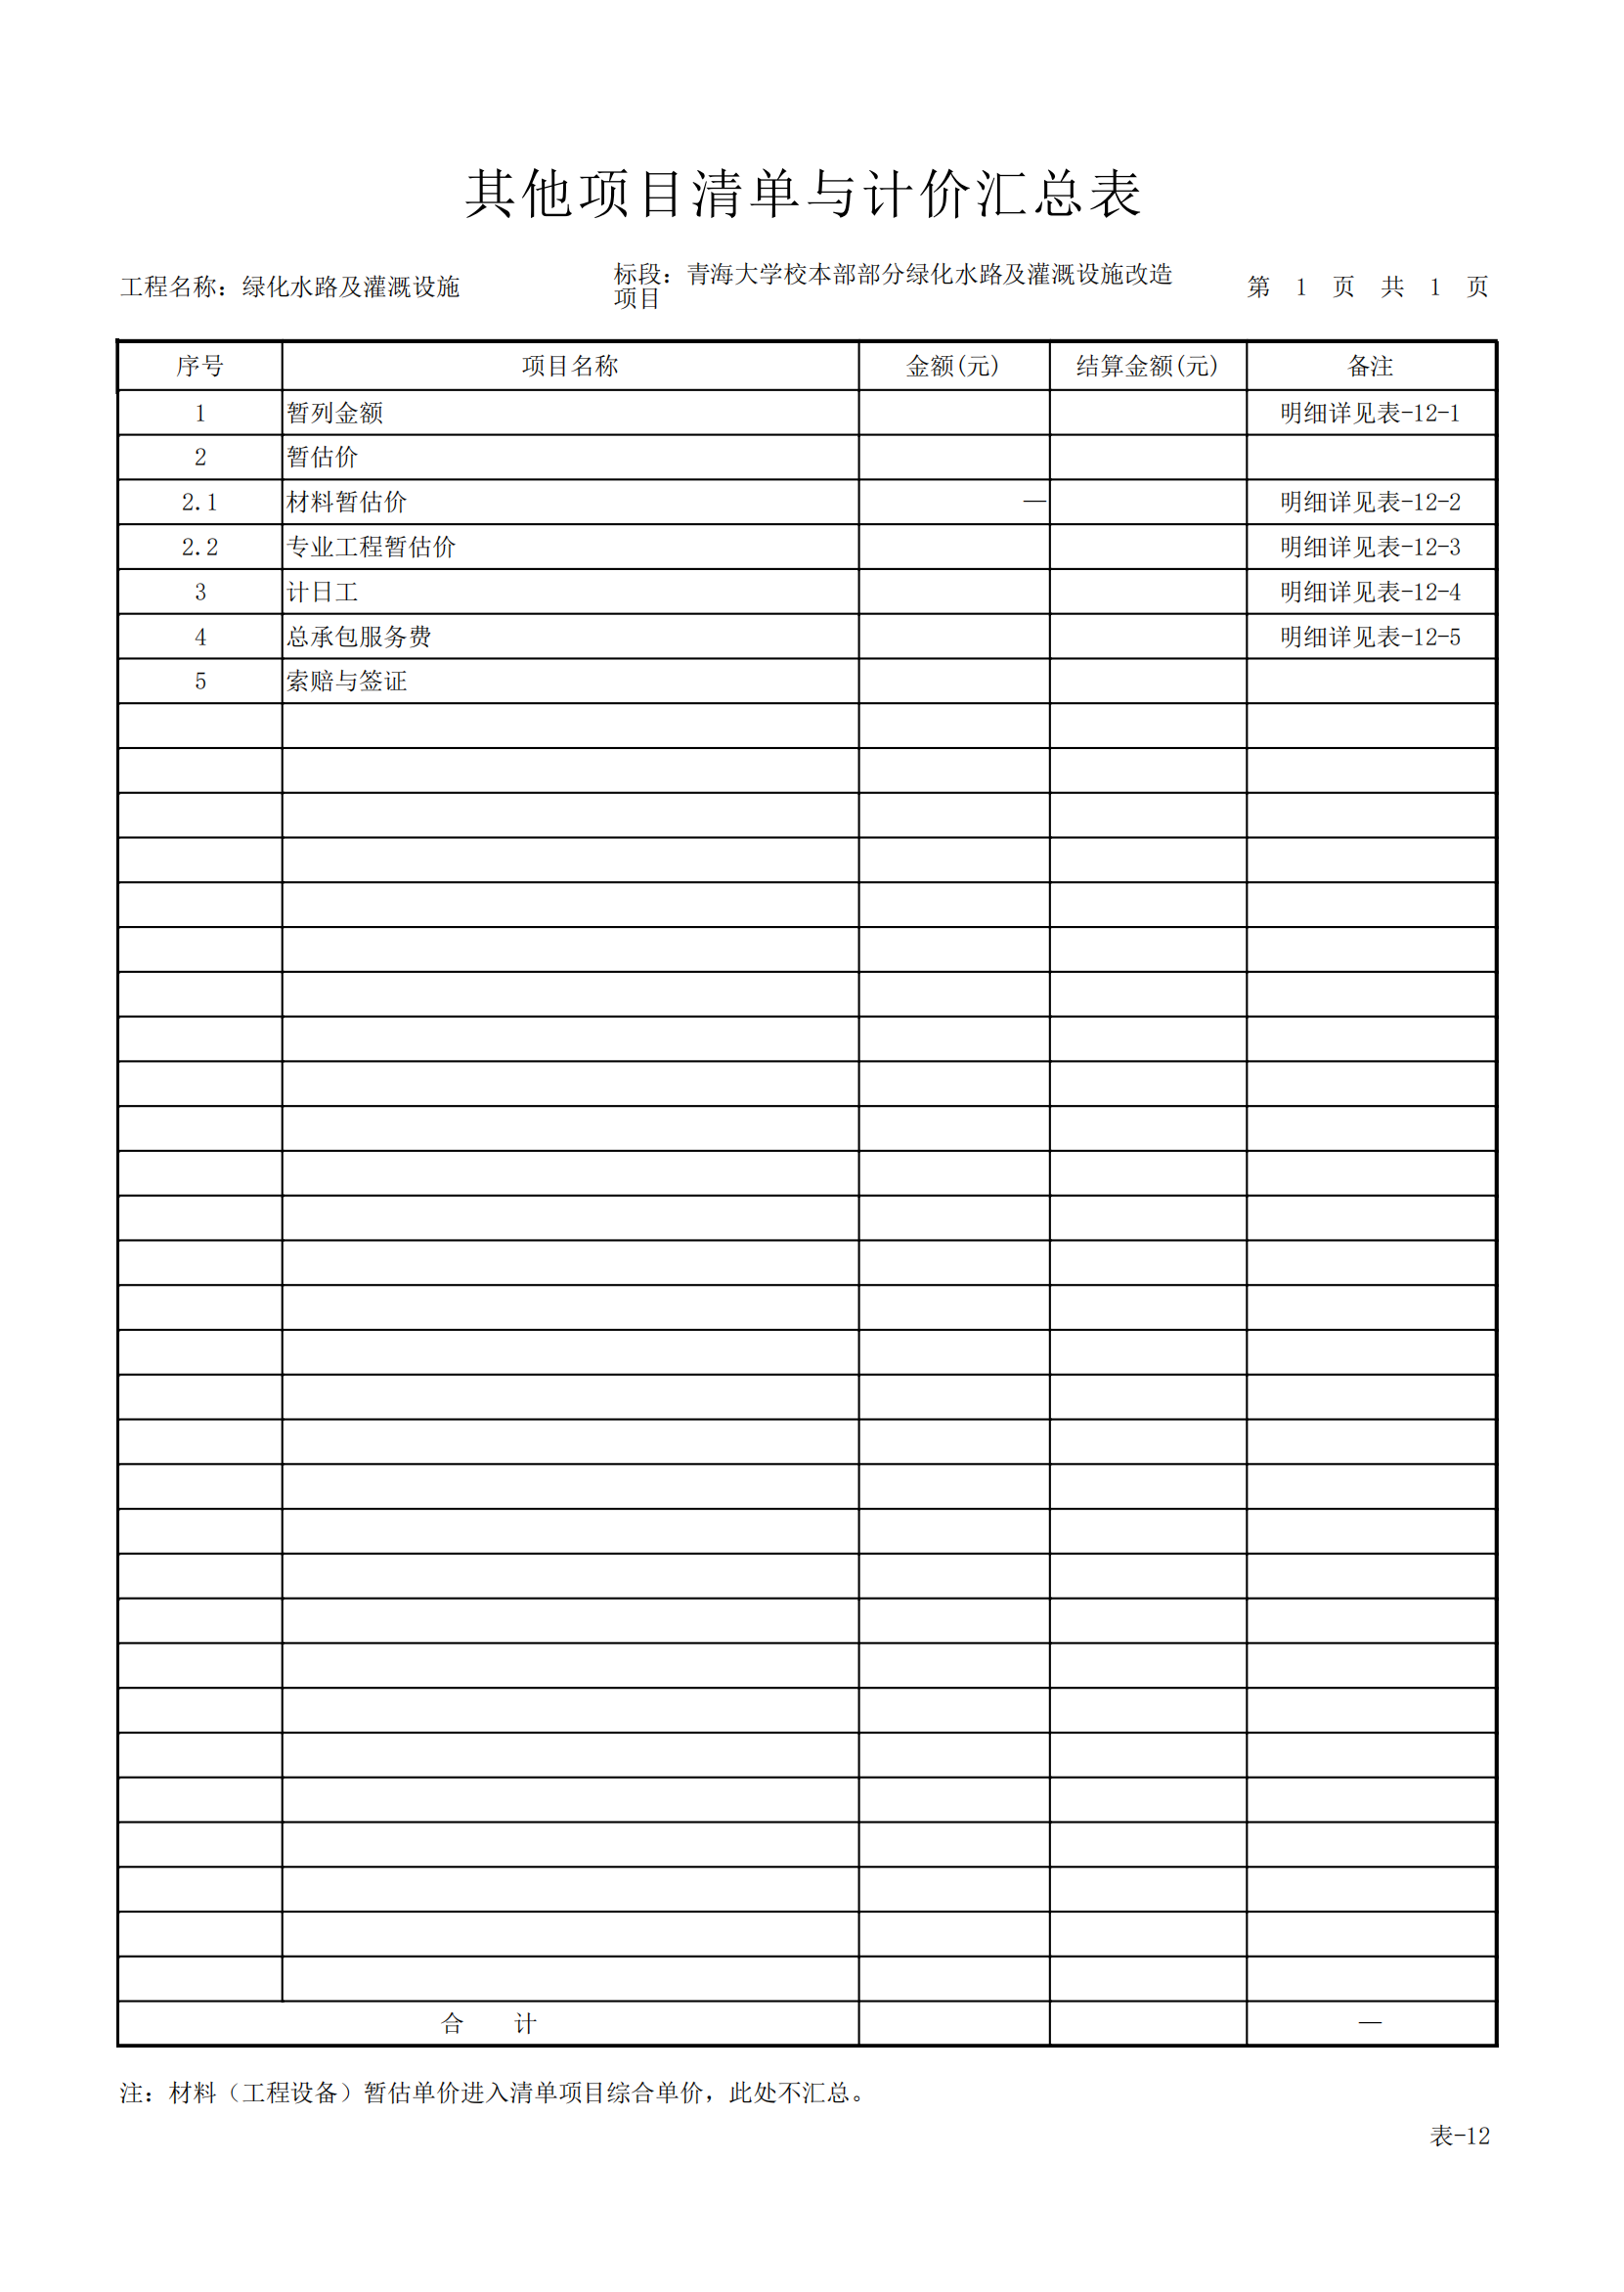 其他项目清单与计价汇总表
工程名称：绿化水路及灌溉设施
标段：青海大学校本部部分绿化水路及灌溉设施改造
项目
第 1 页 共 1 页
序号 项目名称 金额(元) 结算金额(元) 备注
1 暂列金额 明细详见表-12-1
2 暂估价
2.1 材料暂估价 — 明细详见表-12-2
2.2 专业工程暂估价 明细详见表-12-3
3 计日工 明细详见表-12-4
4 总承包服务费 明细详见表-12-5
5 索赔与签证
合 计 —
注：材料（工程设备）暂估单价进入清单项目综合单价，此处不汇总。
表-12